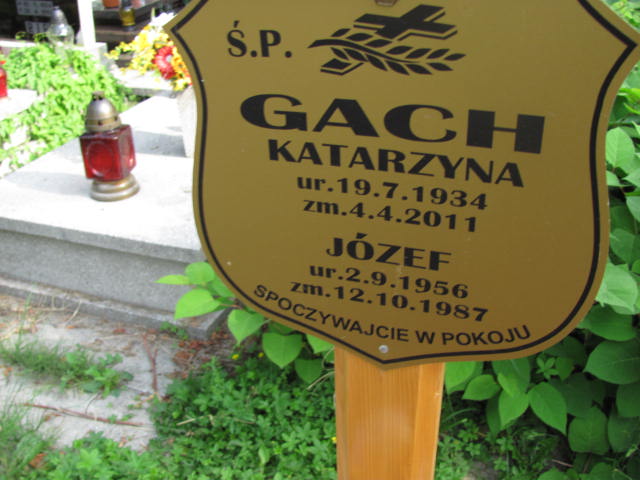 Ś.P.
GACH
KATARZYNA
ur.19.7.1934
zm.4.4.2011
JÓZEF
ur.2.9.1956
zm.12.10.1987
SPOCZYWAJCIE W POKOJU